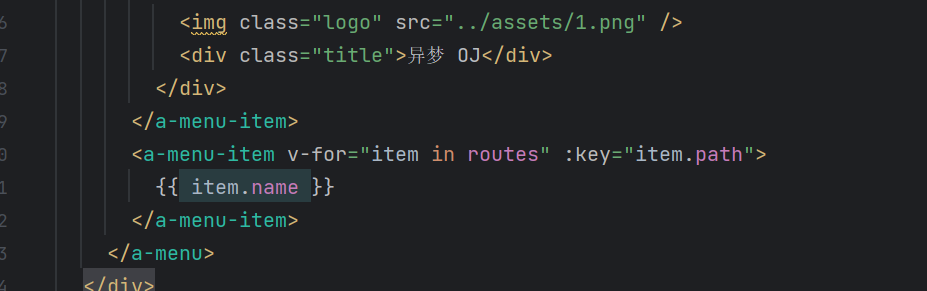 6 <img class="logo" src="../assets/1.png" />
7 <div class="title">异梦 OJ</div>
8 </div>
9 </a-menu-item>
0 <a-menu-item v-for="item in routes" :key="item.path">
1 {{ item.name }}
2 </a-menu-item>
3 </a-menu>
4 </div>